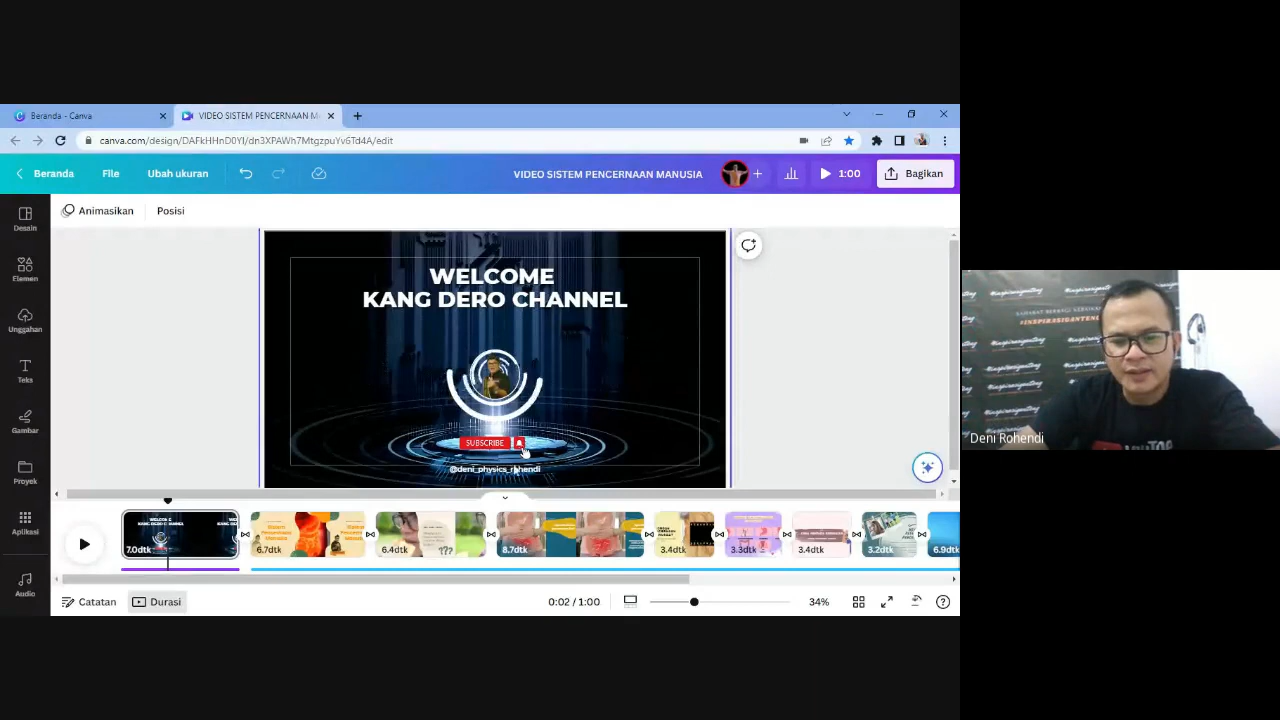 Beranda - Canva
VIDEO SISTEM PENCERNAAN M
canva.com/design/DAFkHHnD0YI/dn3XPAWh7MtgzpuYv6Td4A/edit
Beranda
File
Ubah ukuran
VIDEO SISTEM PENCERNAAN MANUSIA
1:00
Bagikan
Animasikan
Posisi
Desain
Elemen
Unggahan
Teks
Gambar
Proyek
Aplikasi
Audio
WELCOME
KANG DERO CHANNEL
SUBSCRIBE
@deni_physics_rohendi
7.0dtk
6.7dtk
6.4dtk
???
8.7dtk
3.4dtk
3.3dtk
3.4dtk
3.2dtk
6.9dtk
Catatan
Durasi
0:02 / 1:00
34%
#inspirasiganteng
#INSPIRASIGANTENG
Deni Rohendi